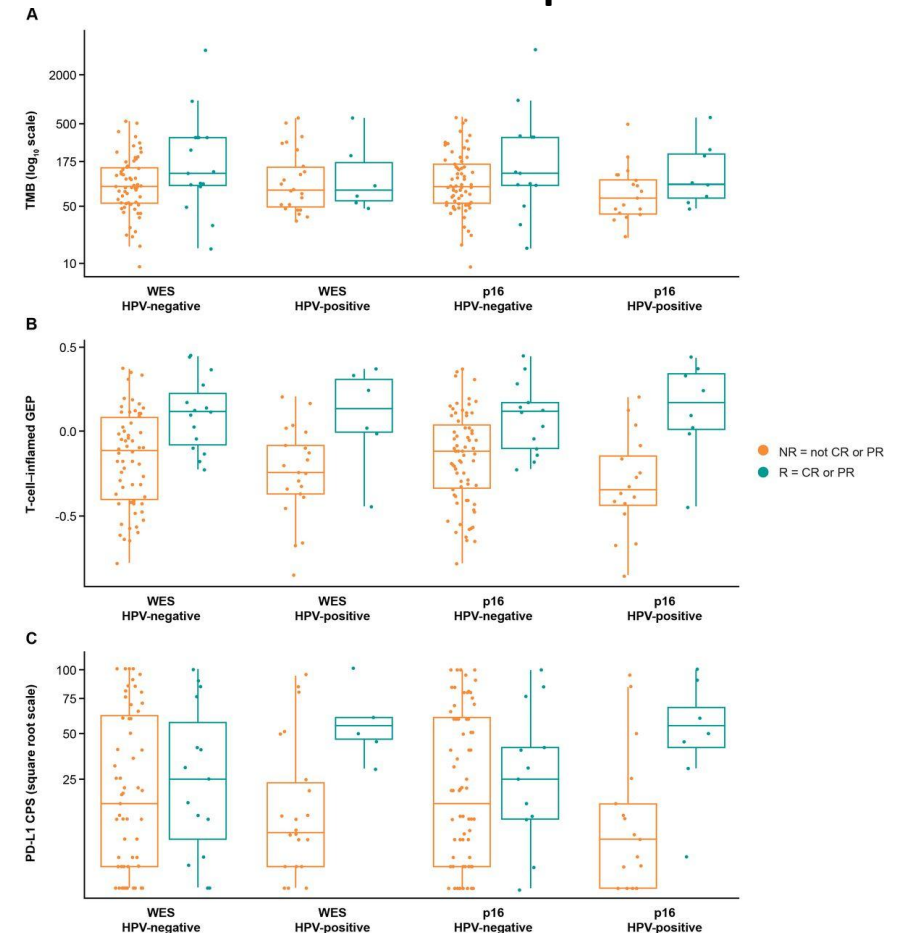 A
TMB (log10 scale)
2000
500
175
50
10
WES
HPV-negative
WES
HPV-positive
p16
HPV-negative
p16
HPV-positive
B
T-cell–inflamed GEP
0.5
0.0
-0.5
WES
HPV-negative
WES
HPV-positive
p16
HPV-negative
p16
HPV-positive
NR = not CR or PR
R = CR or PR
C
PD-L1 CPS (square root scale)
100
75
50
25
WES
HPV-negative
WES
HPV-positive
p16
HPV-negative
p16
HPV-positive